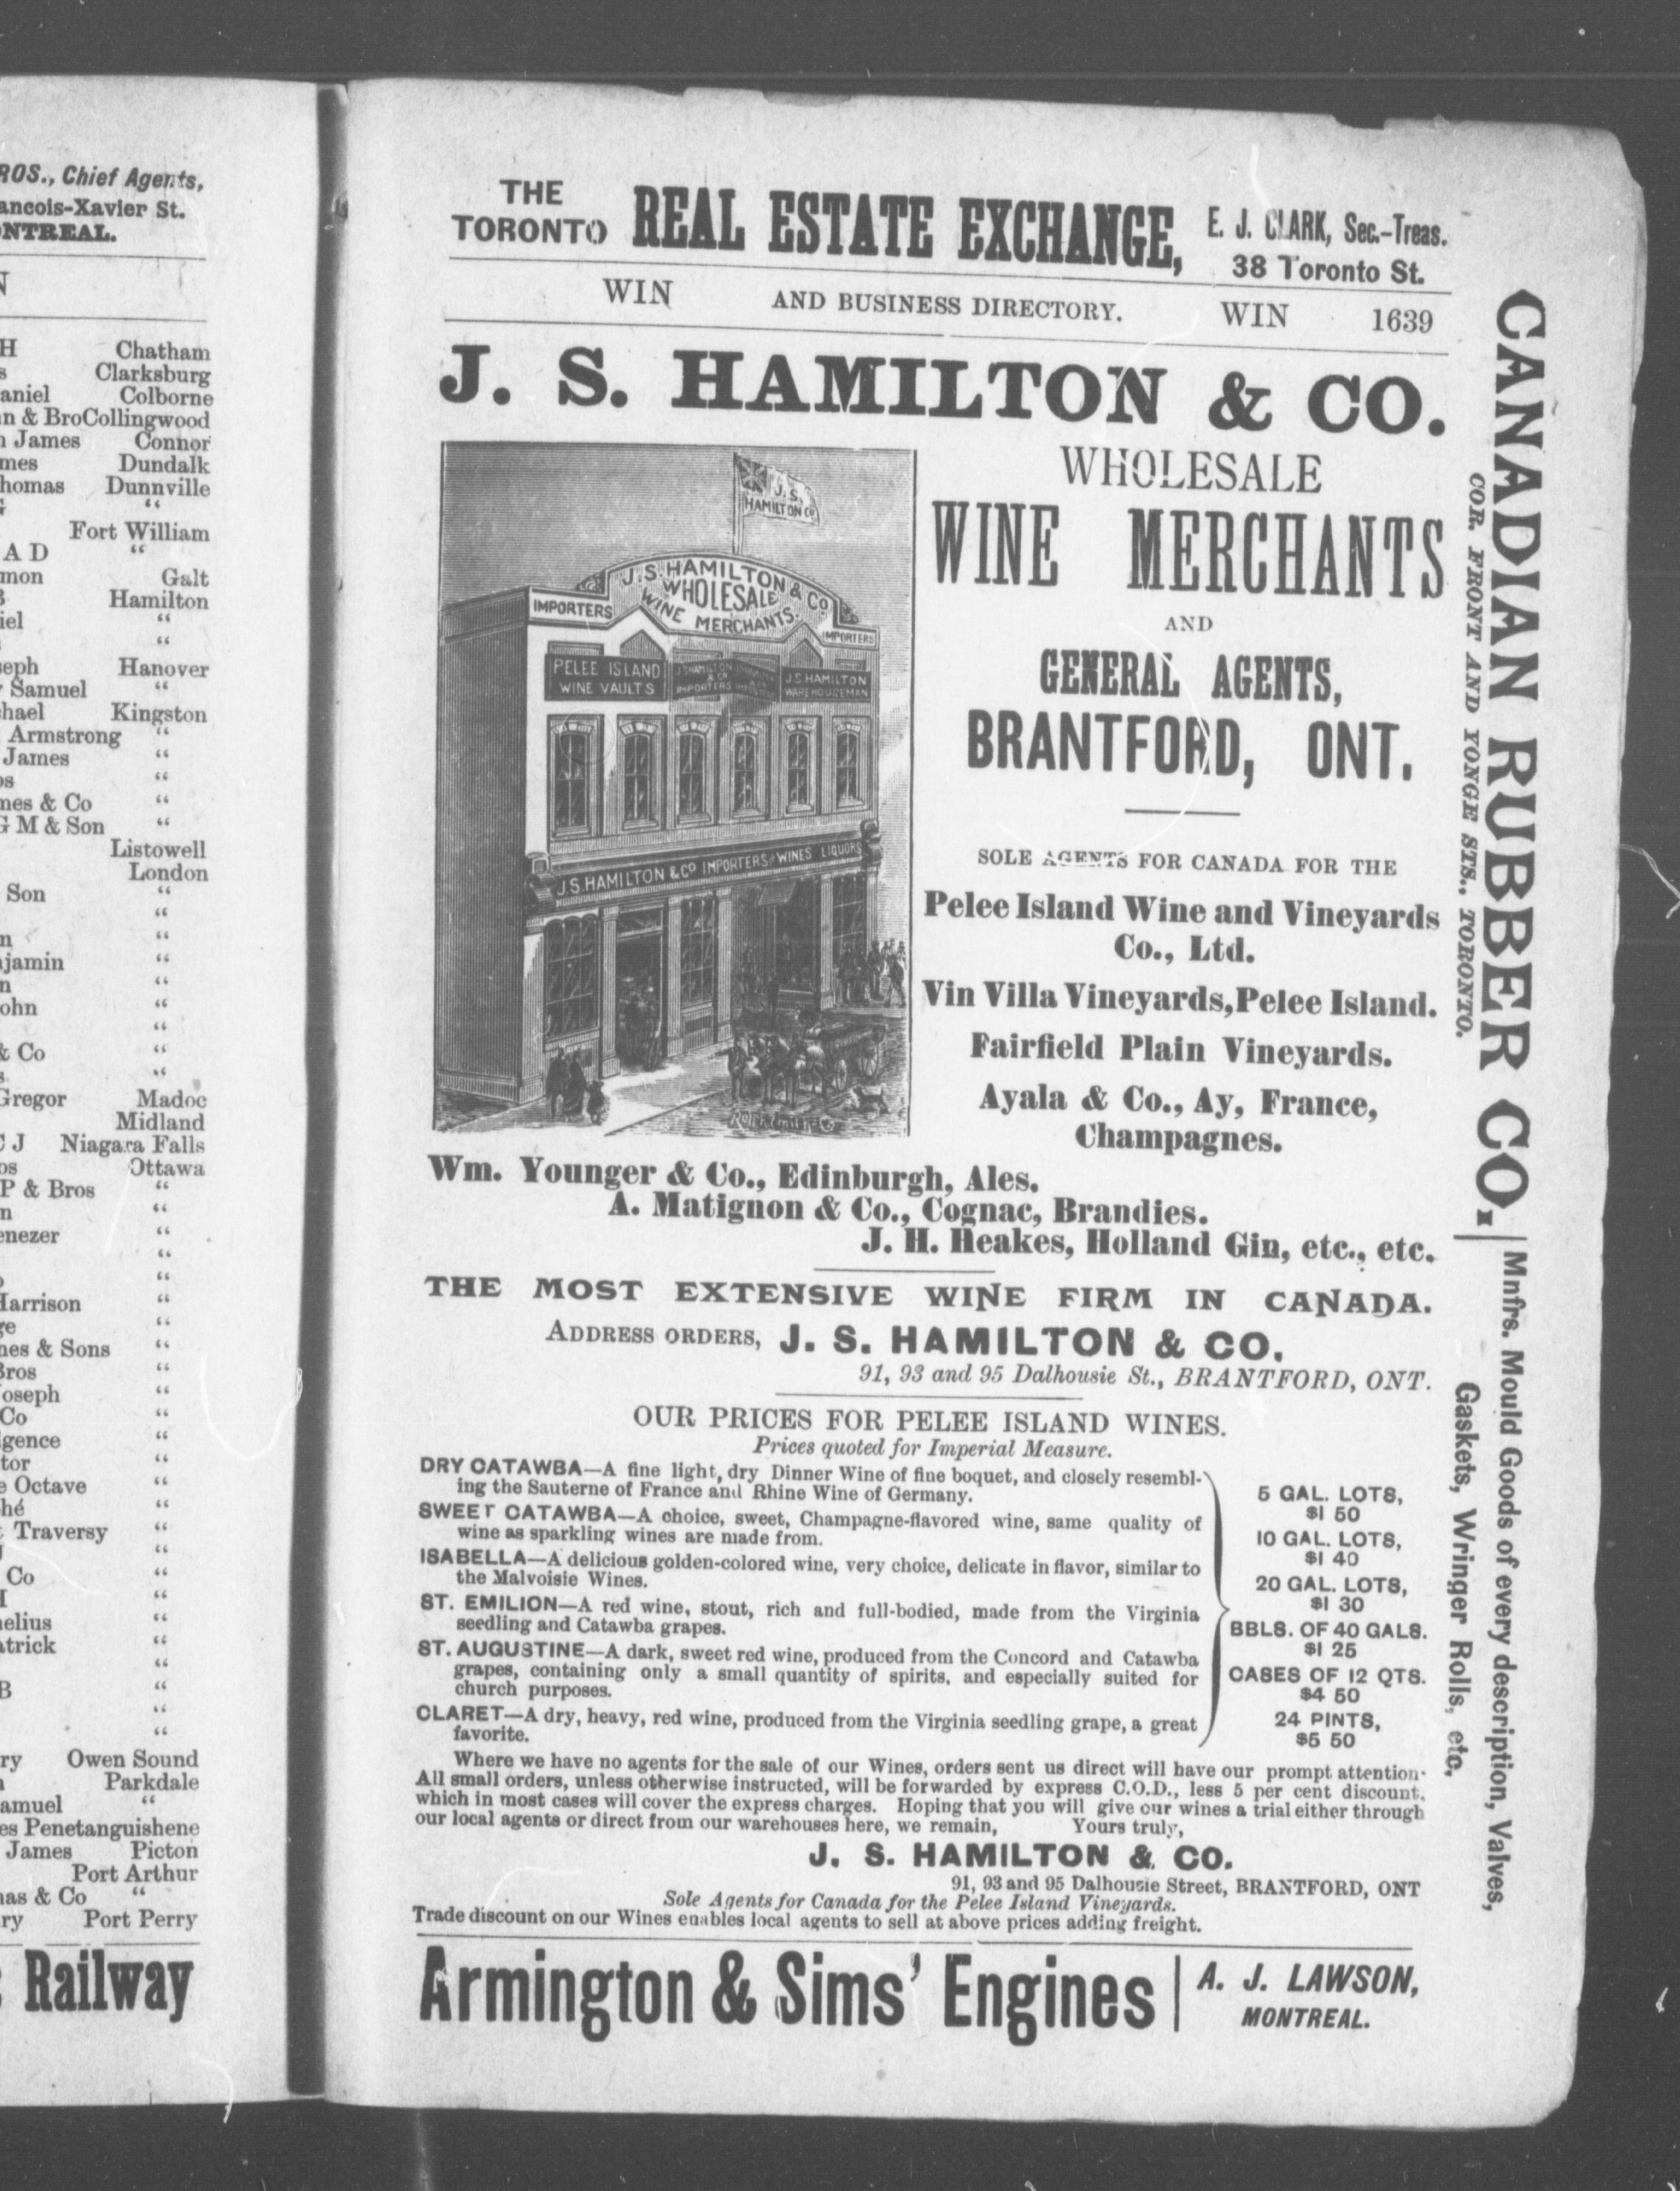 ROS., Chief Agents,
ancois-Xavier St.
ONTREAL.
N
H Chatham
s Clarksburg
aniel Colborne
n & Bro Collingwood
n James Connor
mes Dundalk
homas Dunnville
G "
Fort William
A D "
mon Galt
B Hamilton
iel "
"
seph Hanover
Samuel "
hael Kingston
Armstrong "
James "
os "
nes & Co "
G M & Son "
Listowell
London
Son "
"
n "
njamin "
n "
ohn "
"
& Co "
s "
Gregor Madoc
Midland
C J Niagara Falls
os Ottawa
P & Bros "
n "
enezer "
"
"
Harrison "
ge "
nes & Sons "
Bros "
oseph "
Co "
lgence "
tor "
e Octave "
hé "
Traversy "
"
Co "
"
nelius "
atrick "
"
B "
"
"
ry Owen Sound
Parkdale
amuel "
es Penetanguishene
James Picton
Port Arthur
as & Co "
ry Port Perry
Railway
THE TORONTO REAL ESTATE EXCHANGE, E. J. CLARK, Sec.-Treas.
38 Toronto St.
WIN AND BUSINESS DIRECTORY. WIN 1639
J. S. HAMILTON & CO.
J. S.
HAMILTON Co
J. S. HAMILTON & Co
WHOLESALE
WINE MERCHANTS.
IMPORTERS
IMPORTERS
PELEE ISLAND
WINE VAULTS
J.S. HAMILTON
& Co
IMPORTERS
J.S. HAMILTON
WAREHOUSEMAN
J.S. HAMILTON & Co IMPORTERS WINES LIQUORS
WHOLESALE
WINE MERCHANTS
AND
GENERAL AGENTS,
BRANTFORD, ONT.
SOLE AGENTS FOR CANADA FOR THE
Pelee Island Wine and Vineyards
Co., Ltd.
Vin Villa Vineyards, Pelee Island.
Fairfield Plain Vineyards.
Ayala & Co., Ay, France,
Champagnes.
Wm. Younger & Co., Edinburgh, Ales.
A. Matignon & Co., Cognac, Brandies.
J. H. Heakes, Holland Gin, etc., etc.
THE MOST EXTENSIVE WINE FIRM IN CANADA.
ADDRESS ORDERS, J. S. HAMILTON & CO.
91, 93 and 95 Dalhousie St., BRANTFORD, ONT.
OUR PRICES FOR PELEE ISLAND WINES.
Prices quoted for Imperial Measure.
DRY CATAWBA—A fine light, dry Dinner Wine of fine boquet, and closely resembl-
ing the Sauterne of France and Rhine Wine of Germany.
SWEET CATAWBA—A choice, sweet, Champagne-flavored wine, same quality of
wine as sparkling wines are made from.
ISABELLA—A delicious golden-colored wine, very choice, delicate in flavor, similar to
the Malvoisie Wines.
ST. EMILION—A red wine, stout, rich and full-bodied, made from the Virginia
seedling and Catawba grapes.
ST. AUGUSTINE—A dark, sweet red wine, produced from the Concord and Catawba
grapes, containing only a small quantity of spirits, and especially suited for
church purposes.
CLARET—A dry, heavy, red wine, produced from the Virginia seedling grape, a great
favorite.
5 GAL. LOTS,
$1 50
10 GAL. LOTS,
$1 40
20 GAL. LOTS,
$1 30
BBLS. OF 40 GALS.
$1 25
CASES OF 12 QTS.
$4 50
24 PINTS,
$5 50
Where we have no agents for the sale of our Wines, orders sent us direct will have our prompt attention.
All small orders, unless otherwise instructed, will be forwarded by express C.O.D., less 5 per cent discount,
which in most cases will cover the express charges. Hoping that you will give our wines a trial either through
our local agents or direct from our warehouses here, we remain, Yours truly,
J. S. HAMILTON & CO.
91, 93 and 95 Dalhousie Street, BRANTFORD, ONT
Sole Agents for Canada for the Pelee Island Vineyards.
Trade discount on our Wines enables local agents to sell at above prices adding freight.
Armington & Sims' Engines A. J. LAWSON,
MONTREAL.
CANADIAN RUBBER CO.
COR. FRONT AND YONGE STS., TORONTO.
Mnfrs. Mould Goods of every description, Valves,
Gaskets, Wringer Rolls, etc,